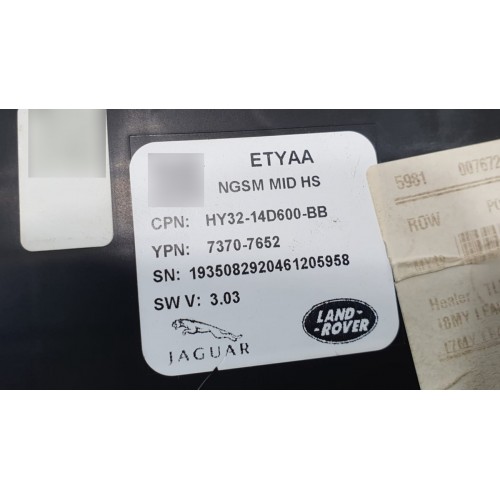 ETYAA
NGSM MID HS
CPN: HY32-14D600-BB
YPN: 7370-7652
SN: 1935082920461205958
SW V: 3.03
JAGUAR
LAND-
-ROVER
5981 007672
ROW